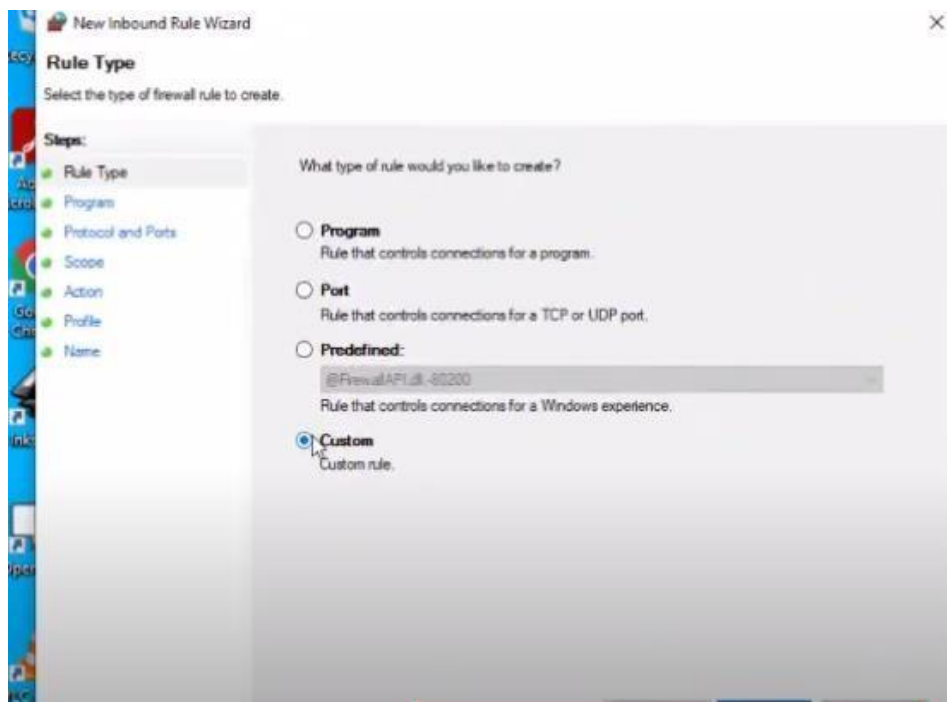 New Inbound Rule Wizard
Rule Type
Select the type of firewall rule to create.
Steps:
Rule Type
Program
Protocol and Ports
Scope
Action
Profile
Name
What type of rule would you like to create?
Program
Rule that controls connections for a program.
Port
Rule that controls connections for a TCP or UDP port.
Predefined:
@FirewallAPI.dll,-80200
Rule that controls connections for a Windows experience.
Custom
Custom rule.